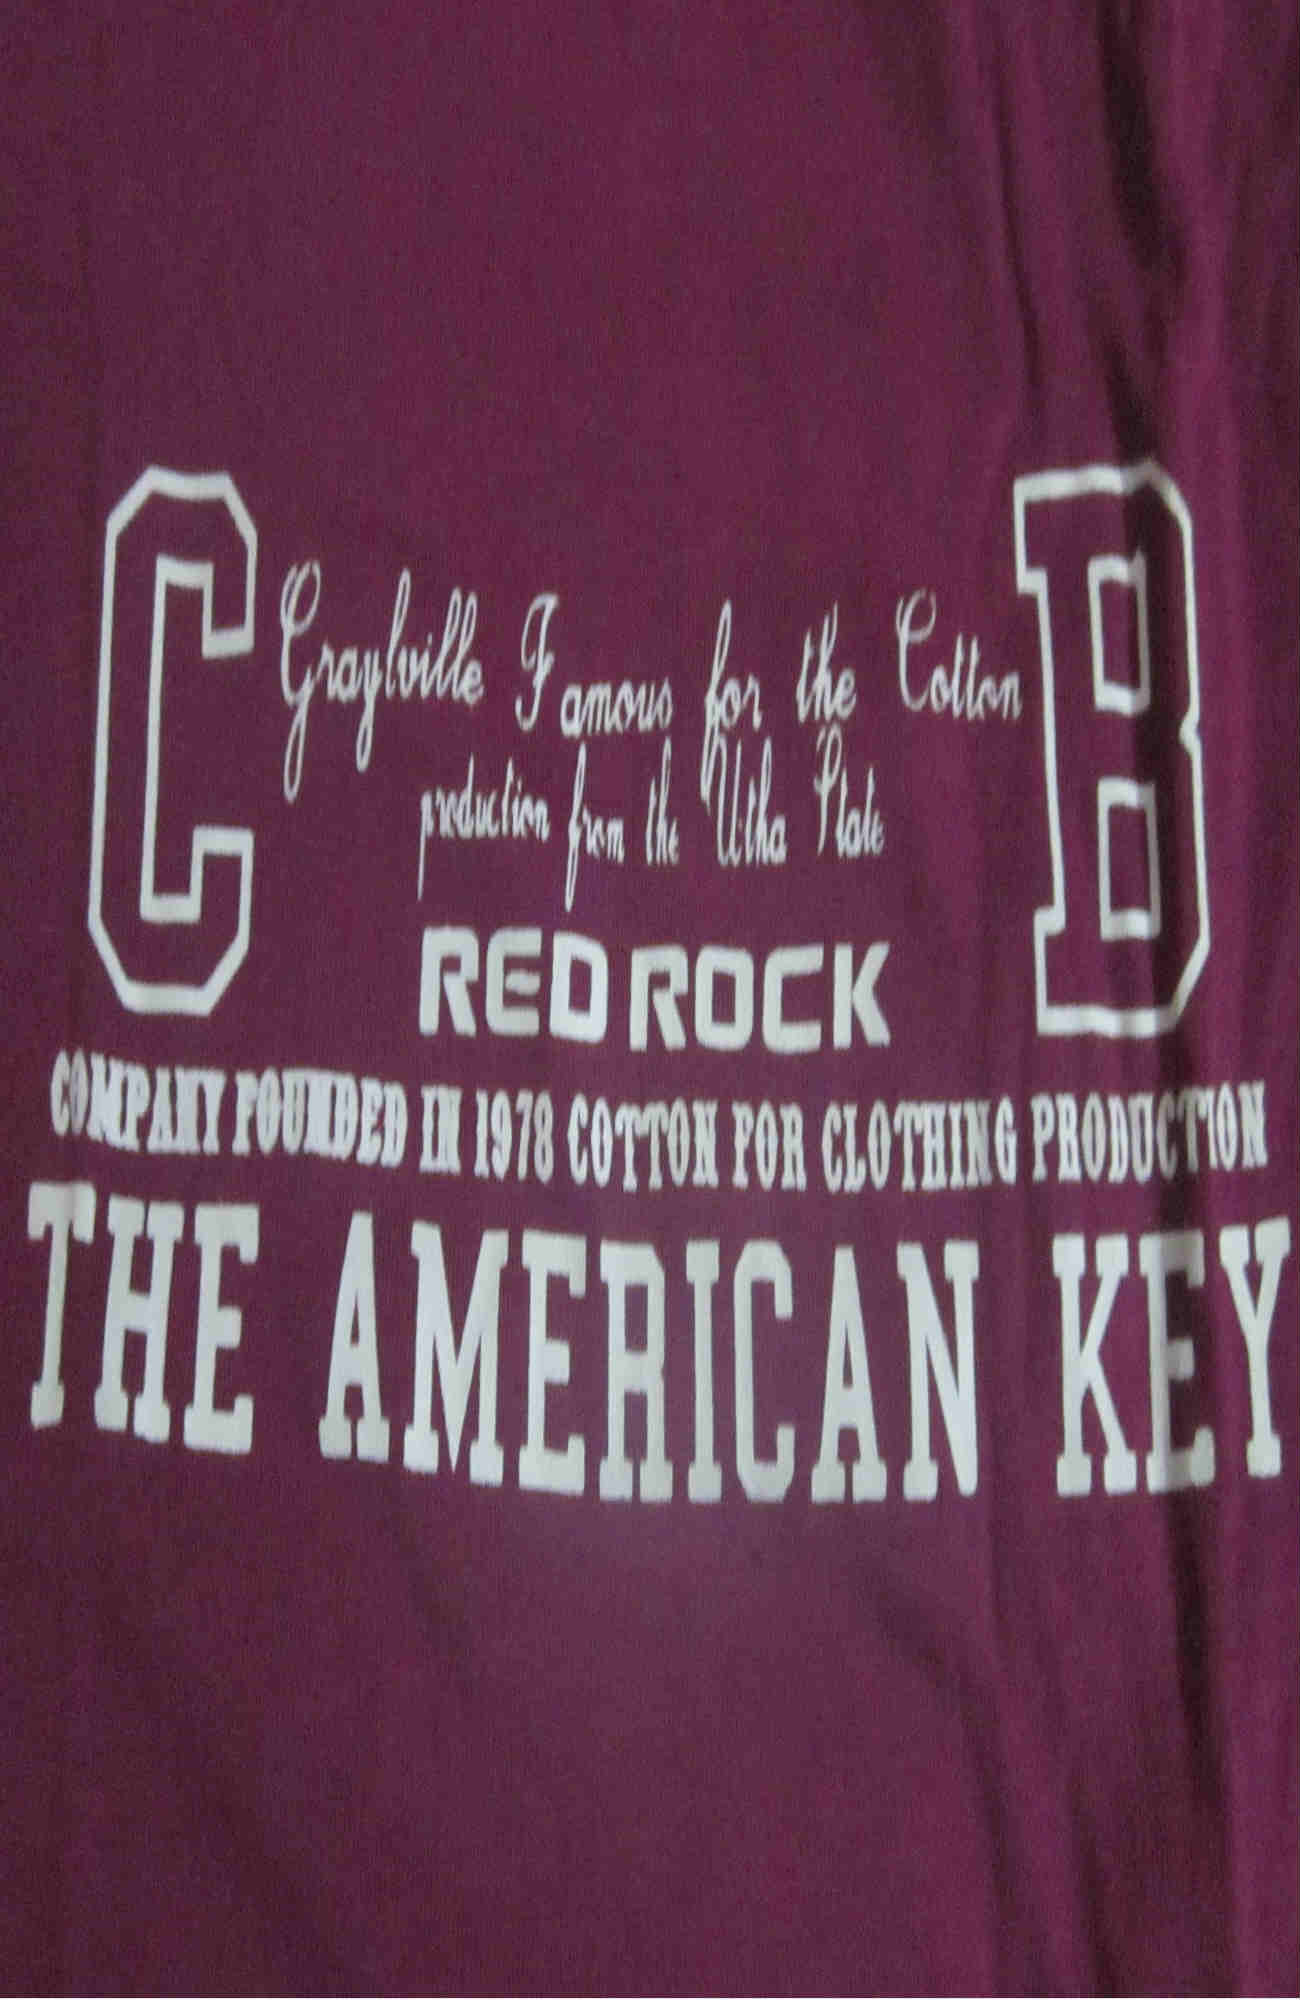 C B
Graylville Famous for the Cotton
production from the Utha State
RED ROCK
COMPANY FOUNDED IN 1978 COTTON FOR CLOTHING PRODUCTION
THE AMERICAN KEY